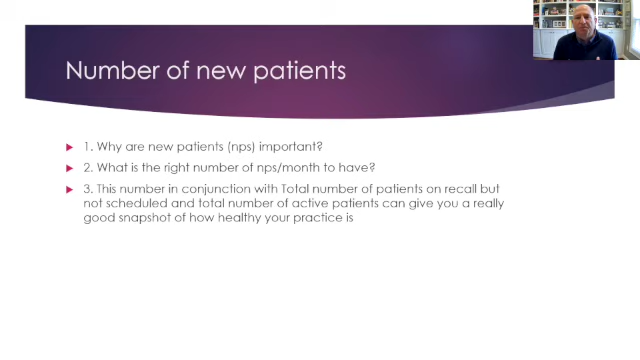 Number of new patients
1. Why are new patients (nps) important?
2. What is the right number of nps/month to have?
3. This number in conjunction with Total number of patients on recall but
not scheduled and total number of active patients can give you a really
good snapshot of how healthy your practice is